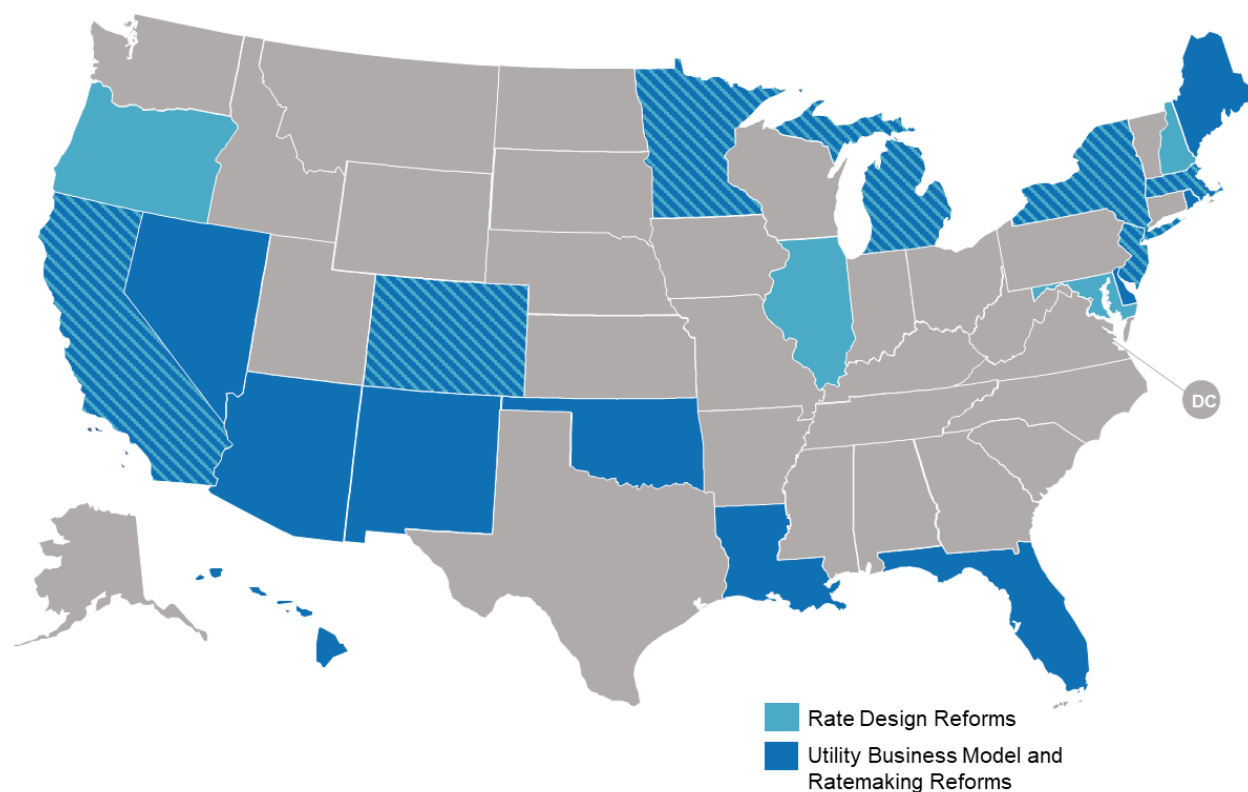 DC
Rate Design Reforms
Utility Business Model and
Ratemaking Reforms